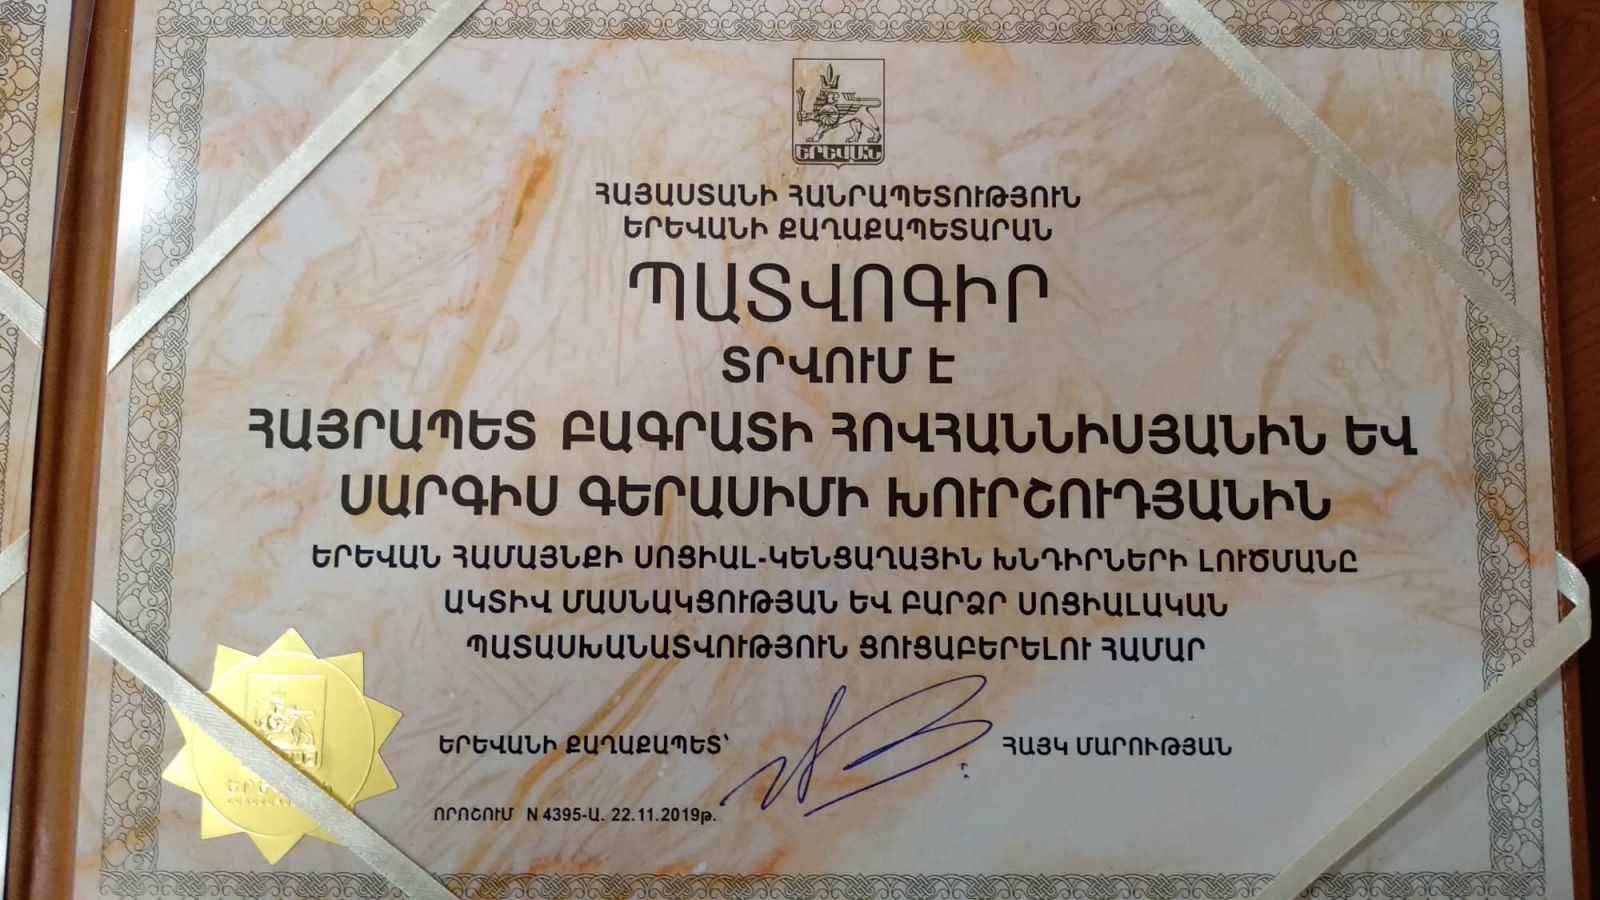 ԵՐԵՎԱՆ
ՀԱՅԱՍՏԱՆԻ ՀԱՆՐԱՊԵՏՈՒԹՅՈՒՆ
ԵՐԵՎԱՆԻ ՔԱՂԱՔԱՊԵՏԱՐԱՆ
ՊԱՏՎՈԳԻՐ
ՏՐՎՈՒՄ Է
ՀԱՅՐԱՊԵՏ ԲԱԳՐԱՏԻ ՀՈՎՀԱՆՆԻՍՅԱՆԻՆ ԵՎ
ՍԱՐԳԻՍ ԳԵՐԱՍԻՄԻ ԽՈՒՐՇՈՒԴՅԱՆԻՆ
ԵՐԵՎԱՆ ՀԱՄԱՅՆՔԻ ՍՈՑԻԱԼ-ԿԵՆՑԱՂԱՅԻՆ ԽՆԴԻՐՆԵՐԻ ԼՈՒԾՄԱՆԸ
ԱԿՏԻՎ ՄԱՍՆԱԿՑՈՒԹՅԱՆ ԵՎ ԲԱՐՁՐ ՍՈՑԻԱԼԱԿԱՆ
ՊԱՏԱՍԽԱՆԱՏՎՈՒԹՅՈՒՆ ՑՈՒՑԱԲԵՐԵԼՈՒ ՀԱՄԱՐ
ԵՐԵՎԱՆԻ ՔԱՂԱՔԱՊԵՏ՝ ՀԱՅԿ ՄԱՐՈՒԹՅԱՆ
ՈՐՈՇՈՒՄ N 4395-Ա. 22.11.2019թ.